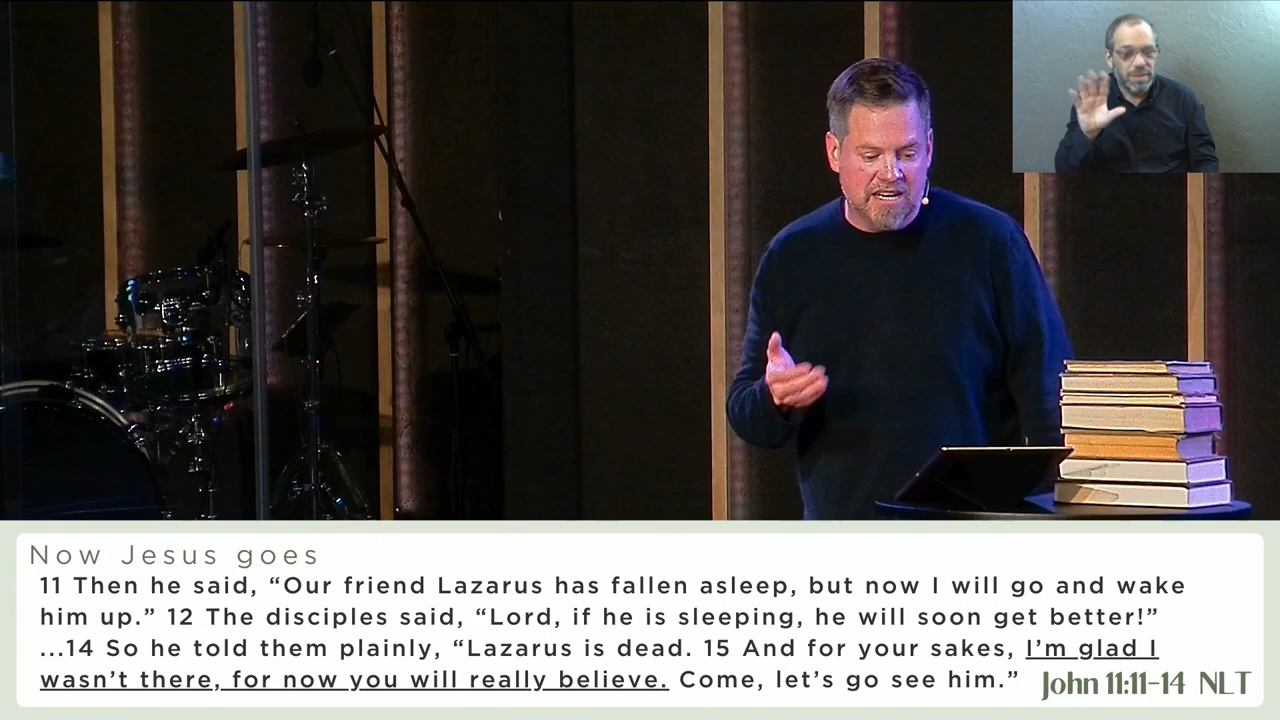 Now Jesus goes
11 Then he said, “Our friend Lazarus has fallen asleep, but now I will go and wake
him up.” 12 The disciples said, “Lord, if he is sleeping, he will soon get better!”
...14 So he told them plainly, “Lazarus is dead. 15 And for your sakes, I’m glad I
wasn’t there, for now you will really believe. Come, let’s go see him.”
John 11:11-14 NLT